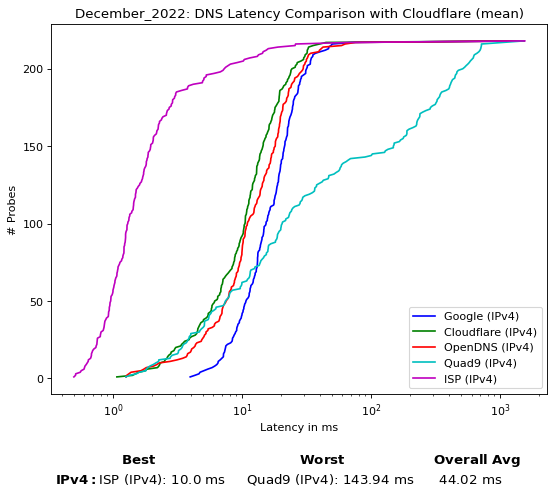 December_2022: DNS Latency Comparison with Cloudflare (mean)
# Probes
200
150
100
50
0
10⁰ 10¹ 10² 10³
Latency in ms
Google (IPv4)
Cloudflare (IPv4)
OpenDNS (IPv4)
Quad9 (IPv4)
ISP (IPv4)
Best Worst Overall Avg
IPv4: ISP (IPv4): 10.0 ms Quad9 (IPv4): 143.94 ms 44.02 ms